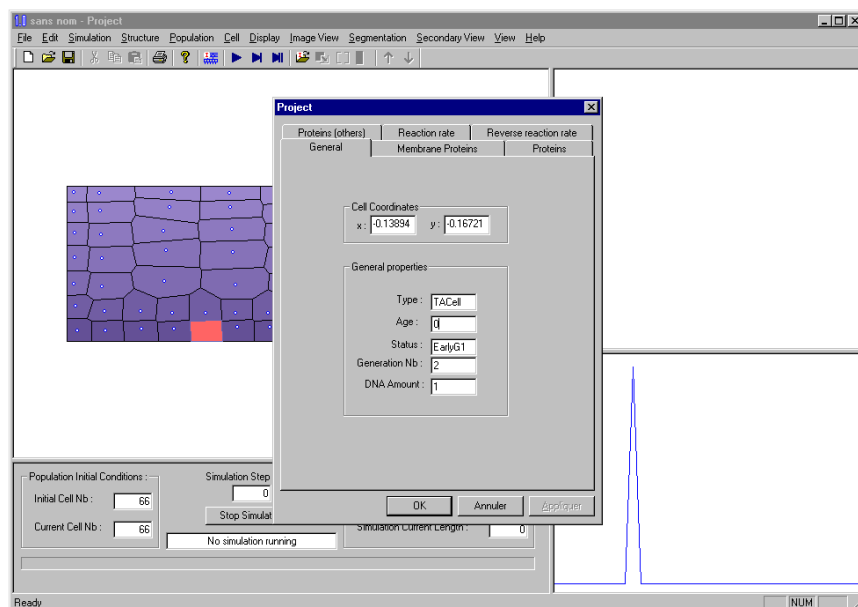 sans nom - Project
File Edit Simulation Structure Population Cell Display Image View Segmentation Secondary View View Help
Project
Proteins (others) Reaction rate Reverse reaction rate
General Membrane Proteins Proteins
Cell Coordinates
x : -0.13894 y : -0.16721
General properties
Type : TACell
Age : 0
Status : EarlyG1
Generation Nb : 2
DNA Amount : 1
OK Annuler Appliquer
Population Initial Conditions :
Initial Cell Nb : 66
Current Cell Nb : 66
Simulation Step
0
Stop Simulat
No simulation running
Simulation Current Length : 0
Ready NUM